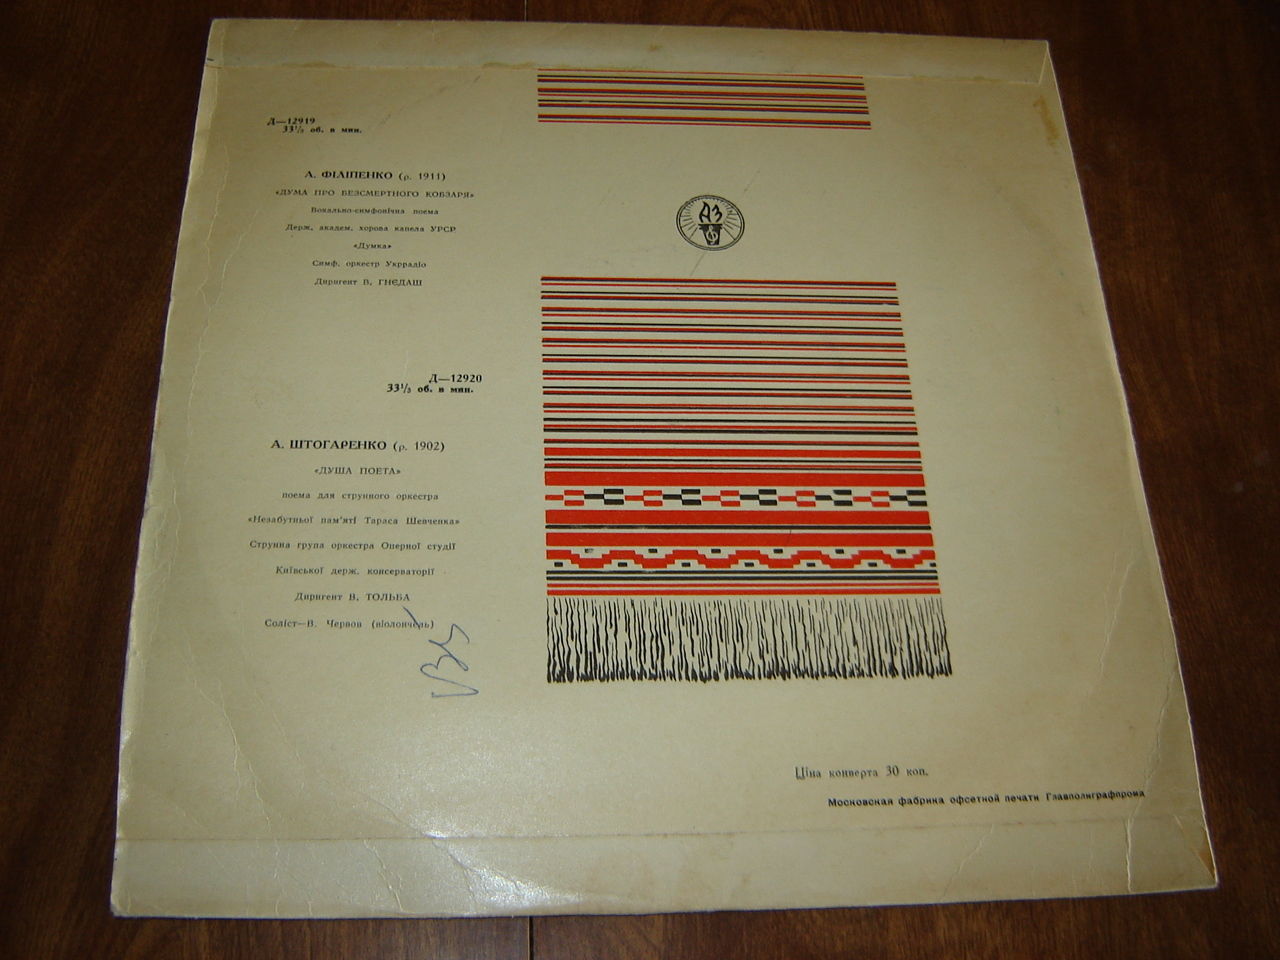 Д—12919
33⅓ об. в мин.
А. ФІЛІПЕНКО (р. 1911)
«ДУМА ПРО БЕЗСМЕРТНОГО КОБЗАРЯ»
Вокально-симфонічна поема
Держ. академ. хорова капела УРСР
«Думка»
Симф. оркестр Укррадіо
Диригент В. ГНЄДАШ
Д—12920
33⅓ об. в мин.
А. ШТОГАРЕНКО (р. 1902)
«ДУША ПОЕТА»
поема для струнного оркестра
«Незабутньої пам'яті Тараса Шевченка»
Струнна група оркестра Оперної студії
Київської держ. консерваторії
Диригент В. ТОЛЬБА
Соліст—В. Червов (віолончель)
АЗ
Ціна конверта 30 коп.
Московская фабрика офсетной печати Главполиграфпрома